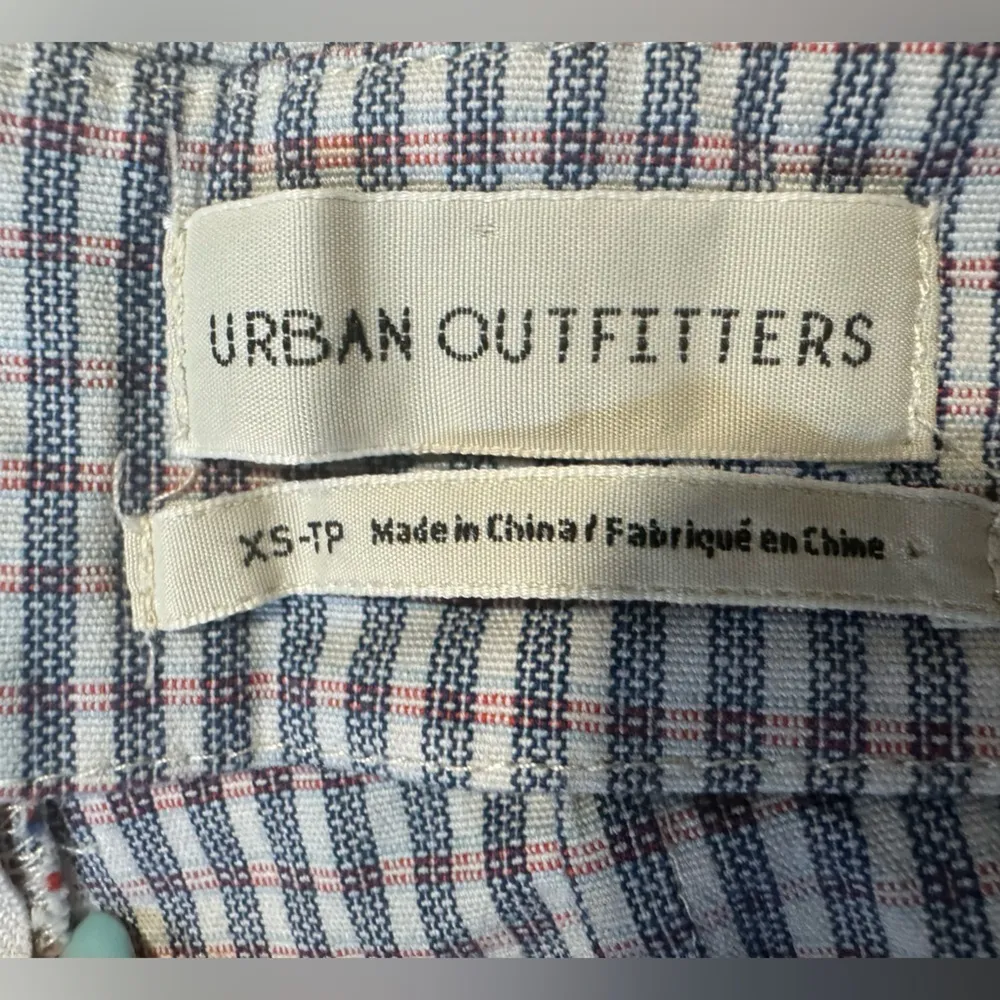 URBAN OUTFITTERS
XS-TP Made in China / Fabriqué en Chine